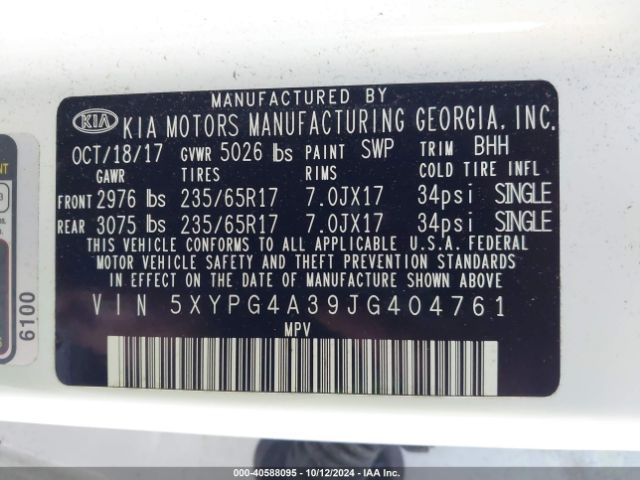 MANUFACTURED BY
KIA KIA MOTORS MANUFACTURING GEORGIA, INC.
OCT/18/17 GVWR 5026 lbs PAINT SWP TRIM BHH
GAWR TIRES RIMS COLD TIRE INFL
FRONT 2976 lbs 235/65R17 7.0JX17 34psi SINGLE
REAR 3075 lbs 235/65R17 7.0JX17 34psi SINGLE
THIS VEHICLE CONFORMS TO ALL APPLICABLE U.S.A. FEDERAL
MOTOR VEHICLE SAFETY AND THEFT PREVENTION STANDARDS
IN EFFECT ON THE DATE OF MANUFACTURE SHOWN ABOVE
VIN 5XYPG4A39JG404761
MPV
6100
000-40588095 - 10/12/2024 - IAA Holdings, LLC.